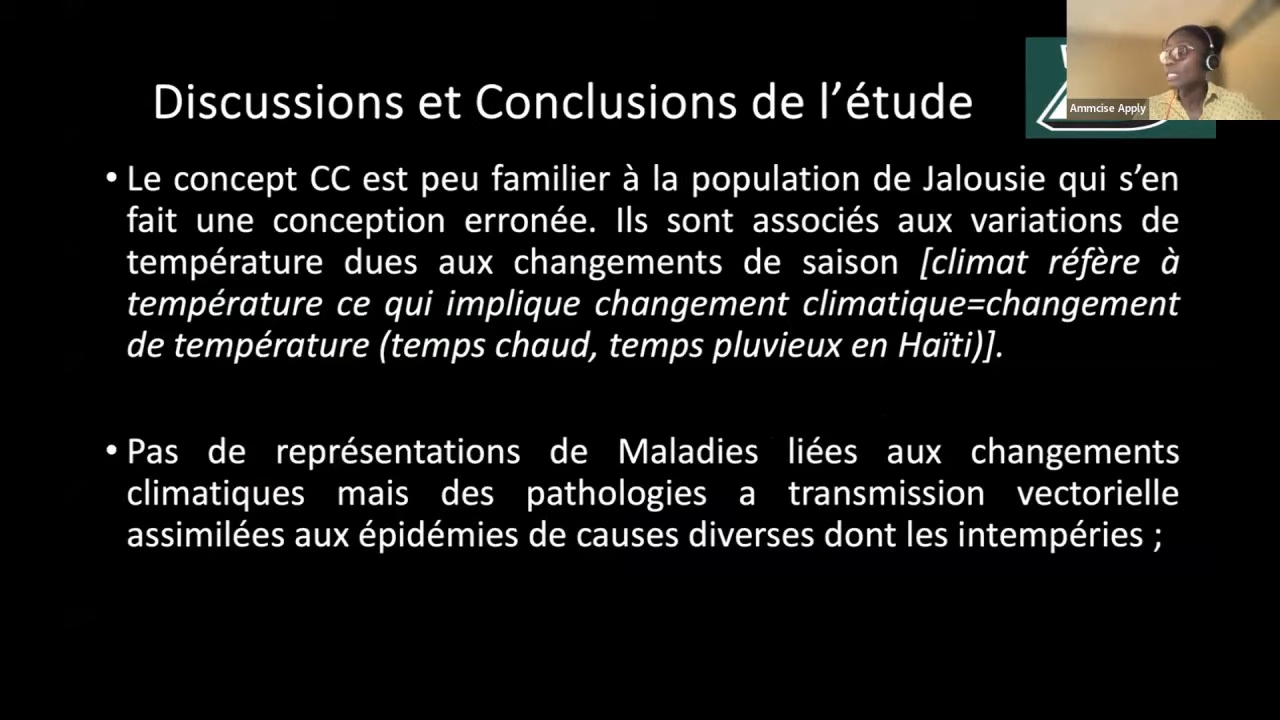 Discussions et Conclusions de l’étude
Ammcise Apply
• Le concept CC est peu familier à la population de Jalousie qui s’en
fait une conception erronée. Ils sont associés aux variations de
température dues aux changements de saison [climat réfère à
température ce qui implique changement climatique=changement
de température (temps chaud, temps pluvieux en Haïti)].
• Pas de représentations de Maladies liées aux changements
climatiques mais des pathologies a transmission vectorielle
assimilées aux épidémies de causes diverses dont les intempéries ;